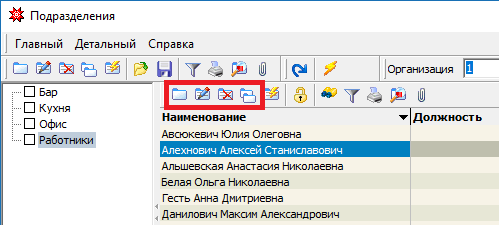 Подразделения
Главный Детальный Справка
Организация 1
Бар
Кухня
Офис
Работники
Наименование Должность
Авсюкевич Юлия Олеговна
Алехнович Алексей Станиславович
Альшевская Анастасия Николаевна
Белая Ольга Николаевна
Гесть Анна Дмитриевна
Данилович Максим Александрович